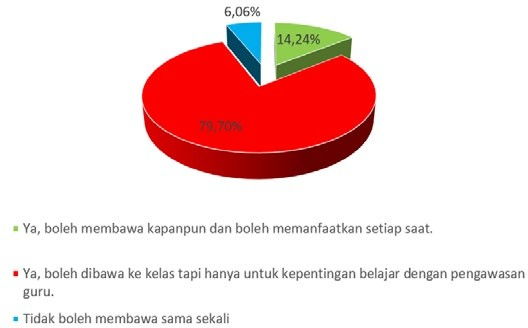 6,06%
14,24%
79,70%
Ya, boleh membawa kapanpun dan boleh memanfaatkan setiap saat.
Ya, boleh dibawa ke kelas tapi hanya untuk kepentingan belajar dengan pengawasan
guru.
Tidak boleh membawa sama sekali